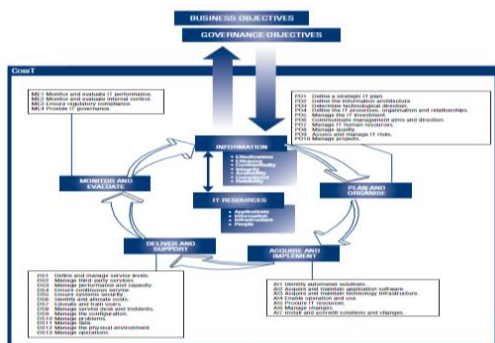 BUSINESS OBJECTIVES
GOVERNANCE OBJECTIVES
COBIT
ME1 Monitor and evaluate IT performance.
ME2 Monitor and evaluate internal control.
ME3 Ensure regulatory compliance.
ME4 Provide IT governance.
PO1 Define a strategic IT plan.
PO2 Define the information architecture
PO3 Determine technological direction.
PO4 Define the IT processes, organisation and relationships.
PO5 Manage the IT investment.
PO6 Communicate management aims and direction.
PO7 Manage IT human resources.
PO8 Manage quality.
PO9 Assess and manage IT risks.
PO10 Manage projects.
INFORMATION
Effectiveness
Efficiency
Confidentiality
Integrity
Availability
Compliance
Reliability
MONITOR AND
EVALUATE
PLAN AND
ORGANISE
IT RESOURCES
Applications
Information
Infrastructure
People
DELIVER AND
SUPPORT
ACQUIRE AND
IMPLEMENT
DS1 Define and manage service levels.
DS2 Manage third-party services.
DS3 Manage performance and capacity.
DS4 Ensure continuous service.
DS5 Ensure systems security.
DS6 Identify and allocate costs.
DS7 Educate and train users.
DS8 Manage service desk and incidents.
DS9 Manage the configuration.
DS10 Manage problems.
DS11 Manage data.
DS12 Manage the physical environment.
DS13 Manage operations.
AI1 Identify automated solutions.
AI2 Acquire and maintain application software.
AI3 Acquire and maintain technology infrastructure.
AI4 Enable operation and use.
AI5 Procure IT resources.
AI6 Manage changes.
AI7 Install and accredit solutions and changes.